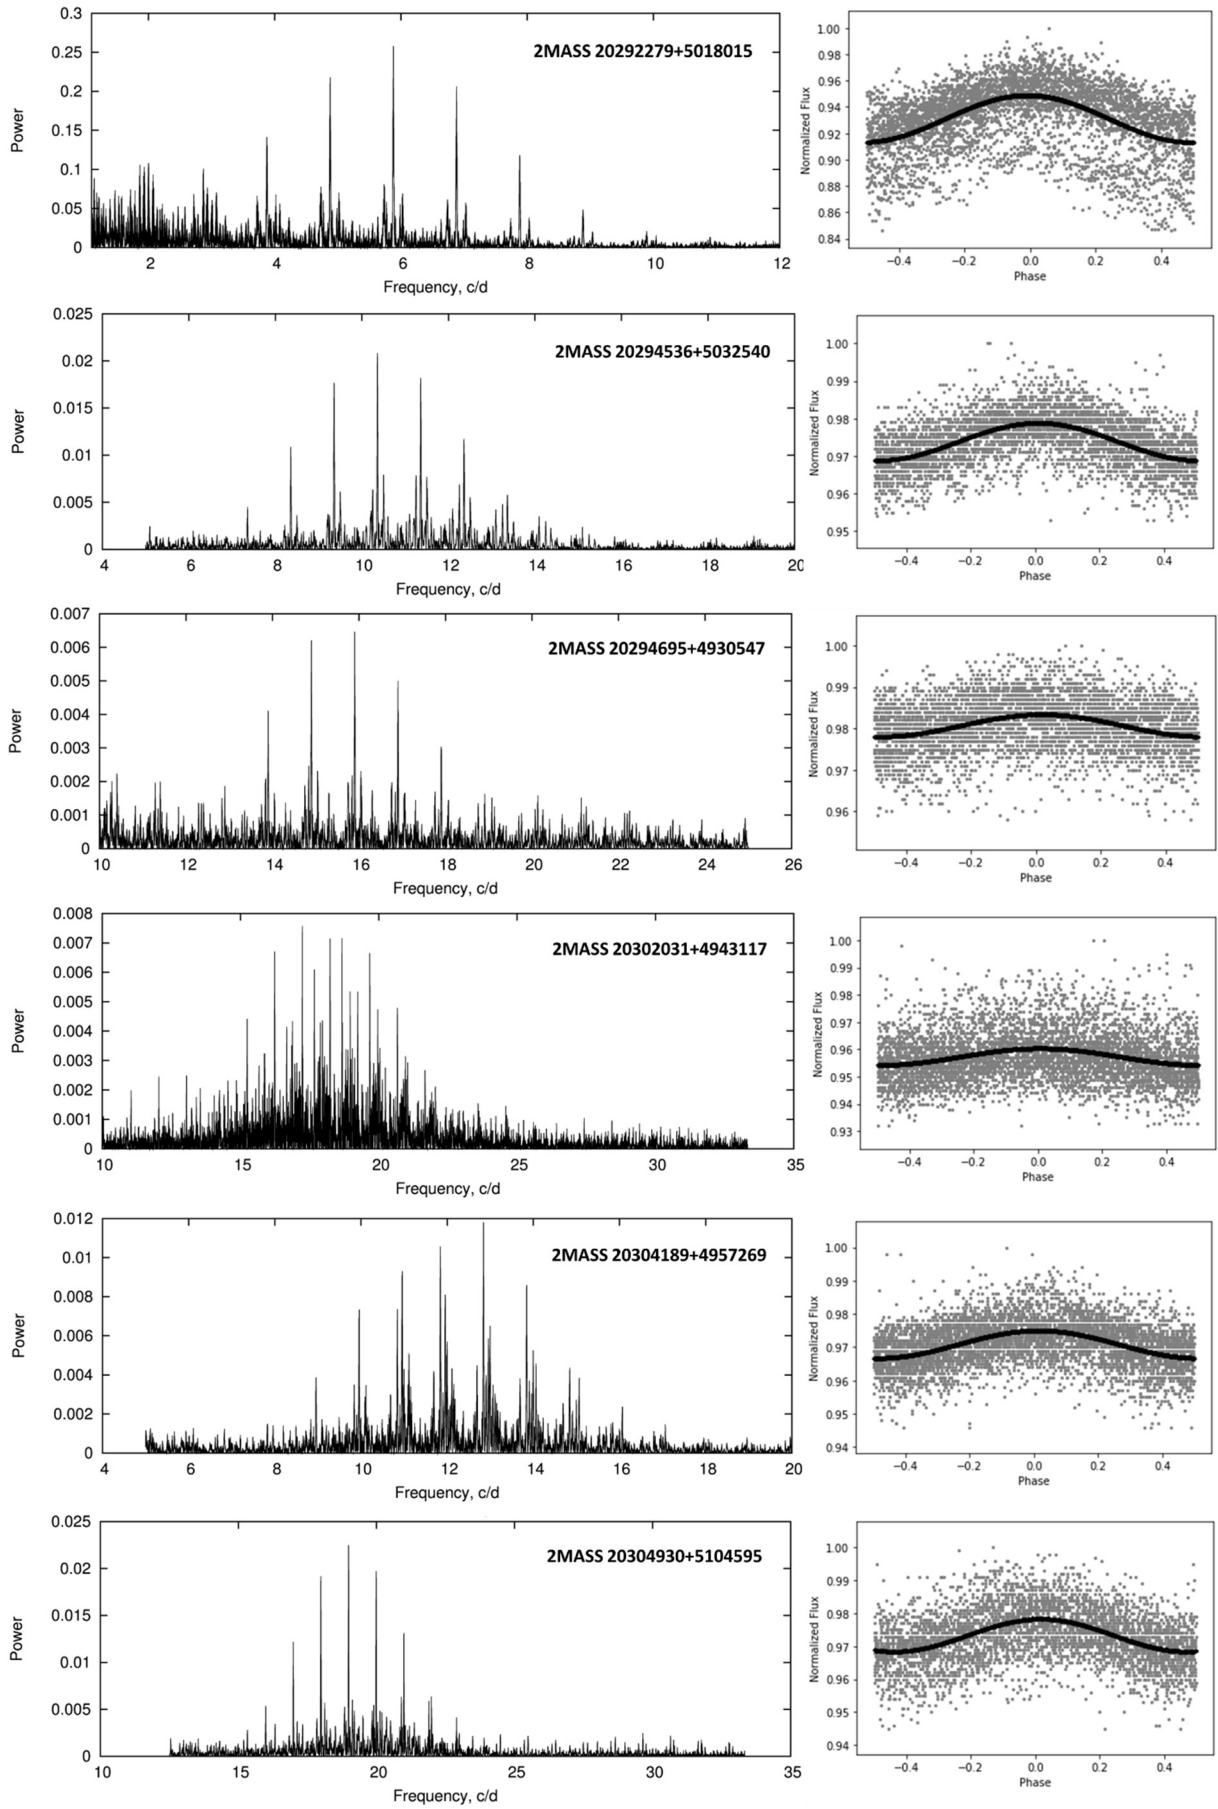 0.3
0.25
0.2
0.15
0.1
0.05
0
Power
2MASS 20292279+5018015
2 4 6 8 10 12
Frequency, c/d
1.00
0.98
0.96
0.94
0.92
0.90
0.88
0.86
0.84
Normalized Flux
−0.4 −0.2 0.0 0.2 0.4
Phase
0.025
0.02
0.015
0.01
0.005
0
Power
2MASS 20294536+5032540
4 6 8 10 12 14 16 18 20
Frequency, c/d
1.00
0.99
0.98
0.97
0.96
0.95
Normalized Flux
−0.4 −0.2 0.0 0.2 0.4
Phase
0.007
0.006
0.005
0.004
0.003
0.002
0.001
0
Power
2MASS 20294695+4930547
10 12 14 16 18 20 22 24 26
Frequency, c/d
1.00
0.99
0.98
0.97
0.96
Normalized Flux
−0.4 −0.2 0.0 0.2 0.4
Phase
0.008
0.007
0.006
0.005
0.004
0.003
0.002
0.001
0
Power
2MASS 20302031+4943117
10 15 20 25 30 35
Frequency, c/d
1.00
0.99
0.98
0.97
0.96
0.95
0.94
0.93
Normalized Flux
−0.4 −0.2 0.0 0.2 0.4
Phase
0.012
0.01
0.008
0.006
0.004
0.002
0
Power
2MASS 20304189+4957269
4 6 8 10 12 14 16 18 20
Frequency, c/d
1.00
0.99
0.98
0.97
0.96
0.95
0.94
Normalized Flux
−0.4 −0.2 0.0 0.2 0.4
Phase
0.025
0.02
0.015
0.01
0.005
0
Power
2MASS 20304930+5104595
10 15 20 25 30 35
Frequency, c/d
1.00
0.99
0.98
0.97
0.96
0.95
0.94
Normalized Flux
−0.4 −0.2 0.0 0.2 0.4
Phase